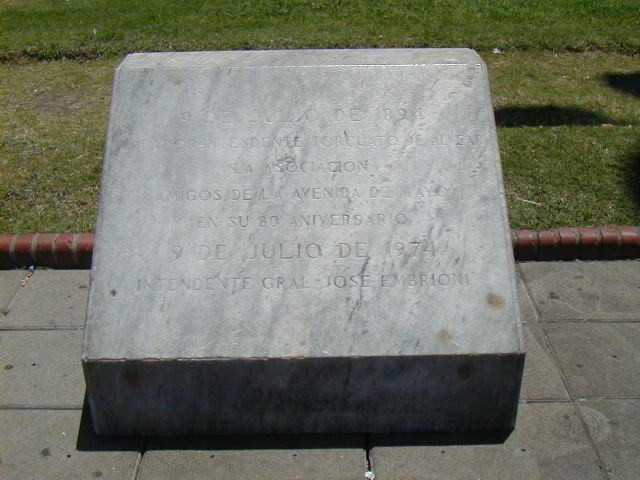 9 DE JULIO DE 1894
INTENDENTE TORCUATO DE ALVEAR
LA ASOCIACION
AMIGOS DE LA AVENIDA DE MAYO
EN SU 80 ANIVERSARIO
9 DE JULIO DE 1974
INTENDENTE GRAL. JOSE EMBRIONI